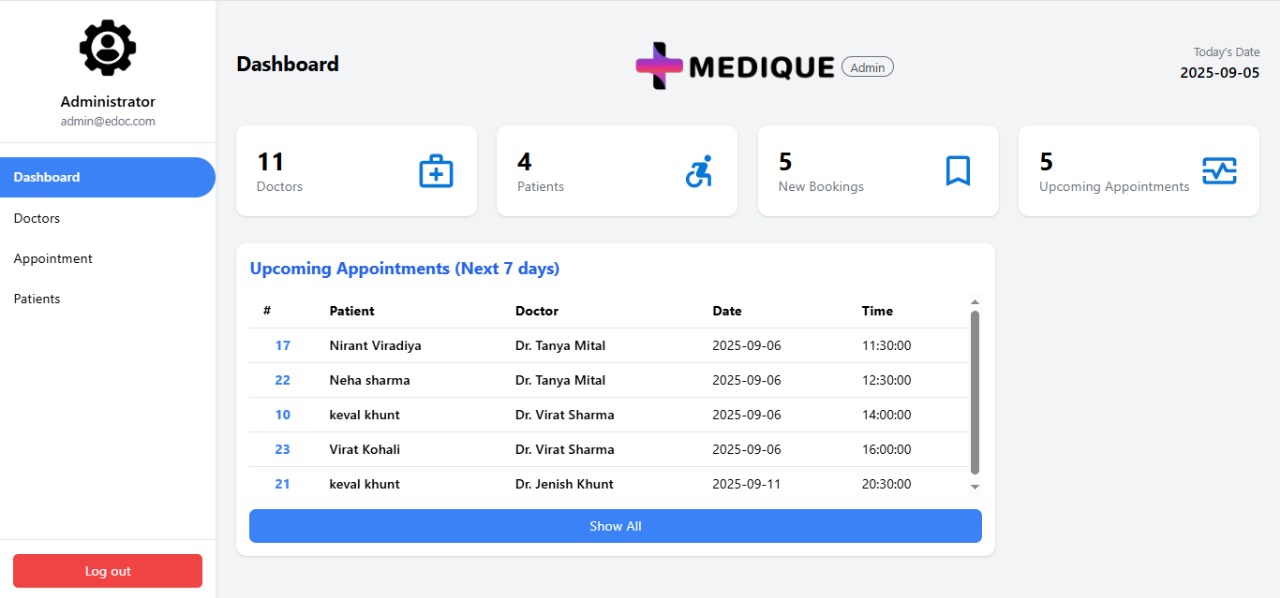 Administrator
admin@edoc.com
Dashboard
Doctors
Appointment
Patients
Log out
Dashboard
MEDIQUE Admin
Today's Date
2025-09-05
11
Doctors
4
Patients
5
New Bookings
5
Upcoming Appointments
Upcoming Appointments (Next 7 days)
# Patient Doctor Date Time
17 Nirant Viradiya Dr. Tanya Mital 2025-09-06 11:30:00
22 Neha sharma Dr. Tanya Mital 2025-09-06 12:30:00
10 keval khunt Dr. Virat Sharma 2025-09-06 14:00:00
23 Virat Kohali Dr. Virat Sharma 2025-09-06 16:00:00
21 keval khunt Dr. Jenish Khunt 2025-09-11 20:30:00
Show All